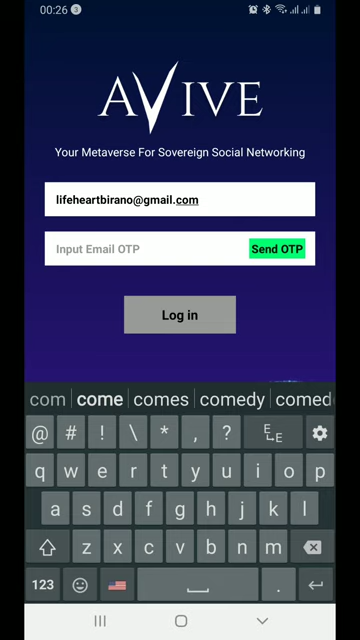 00:26 3
AVIVE
Your Metaverse For Sovereign Social Networking
lifeheartbirano@gmail.com
Input Email OTP Send OTP
Log in
com come comes comedy comed
@ # ! \ * , ? E E
q w e r t y u i o p
a s d f g h j k l
z x c v b n m
123 .